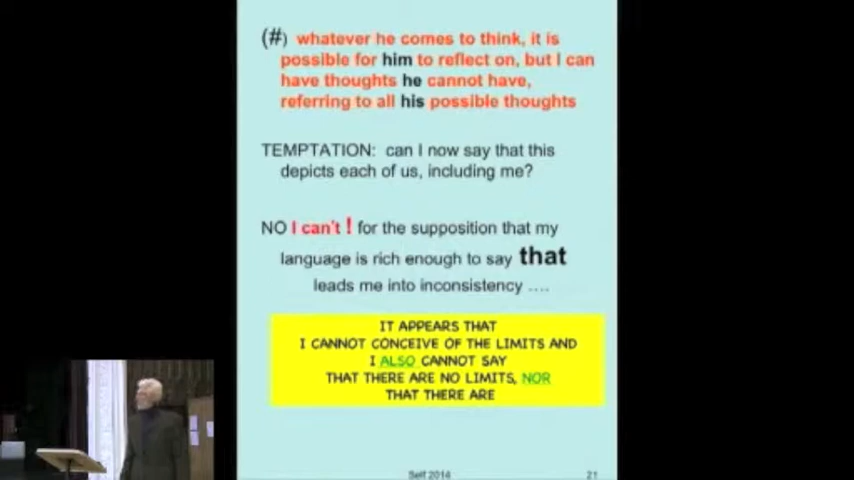 (#) whatever he comes to think, it is
possible for him to reflect on, but I can
have thoughts he cannot have,
referring to all his possible thoughts
TEMPTATION: can I now say that this
depicts each of us, including me?
NO I can't ! for the supposition that my
language is rich enough to say that
leads me into inconsistency ....
IT APPEARS THAT
I CANNOT CONCEIVE OF THE LIMITS AND
I ALSO CANNOT SAY
THAT THERE ARE NO LIMITS, NOR
THAT THERE ARE
Self 2014
21